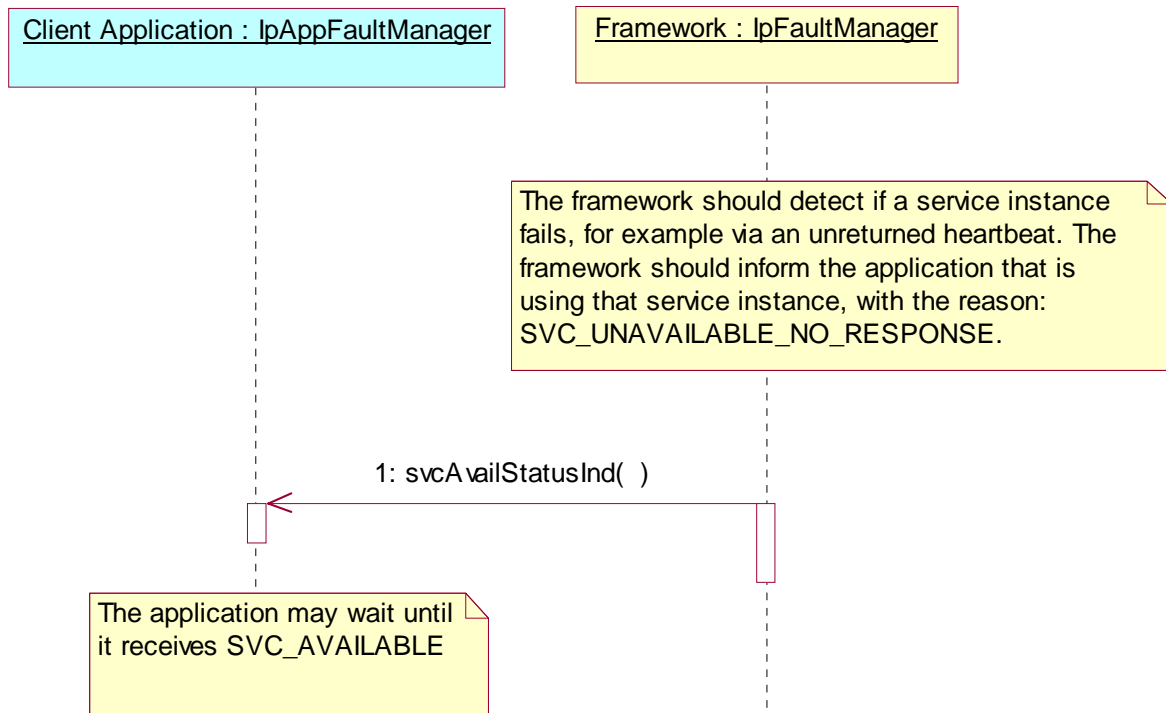 Client Application : IpAppFaultManager
Framework : IpFaultManager
The framework should detect if a service instance
fails, for example via an unreturned heartbeat. The
framework should inform the application that is
using that service instance, with the reason:
SVC_UNAVAILABLE_NO_RESPONSE.
1: svcAvailStatusInd( )
The application may wait until
it receives SVC_AVAILABLE